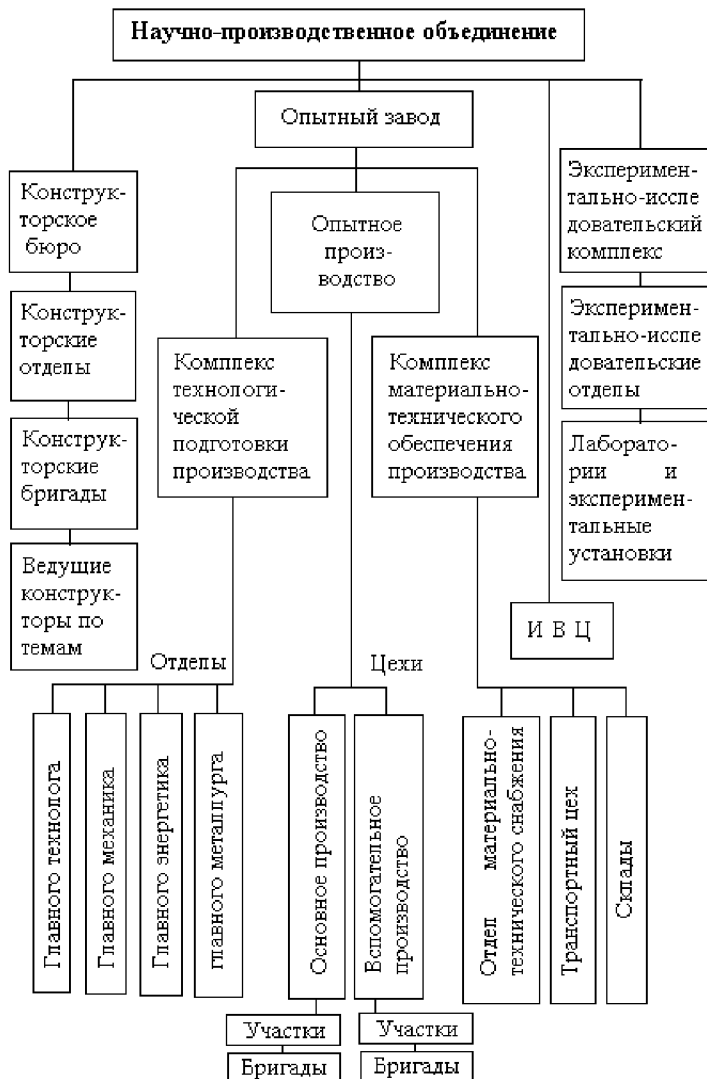 Научно-производственное объединение
Опытный завод
Конструк-
торское
бюро
Конструк-
торские
отделы
Конструк-
торские
бригады
Ведущие
конструк-
торы по
темам
Опытное
произ-
водство
Комплекс
технологи-
ческой
подготовки
производства
Комплекс
материально-
технического
обеспечения
производства
Эксперимен-
тально-иссле
довательский
комплекс
Эксперимен-
тально-иссле
довательские
отделы
Лаборато-
рии и
эксперимен-
тальные
установки
И В Ц
Отделы
Главного технолога
Главного механика
Главного энергетика
главного металлурга
Цехи
Основное производство
Вспомогательное
производство
Участки
Бригады
Участки
Бригады
Отдел материально-
технического снабжения
Транспортный цех
Склады